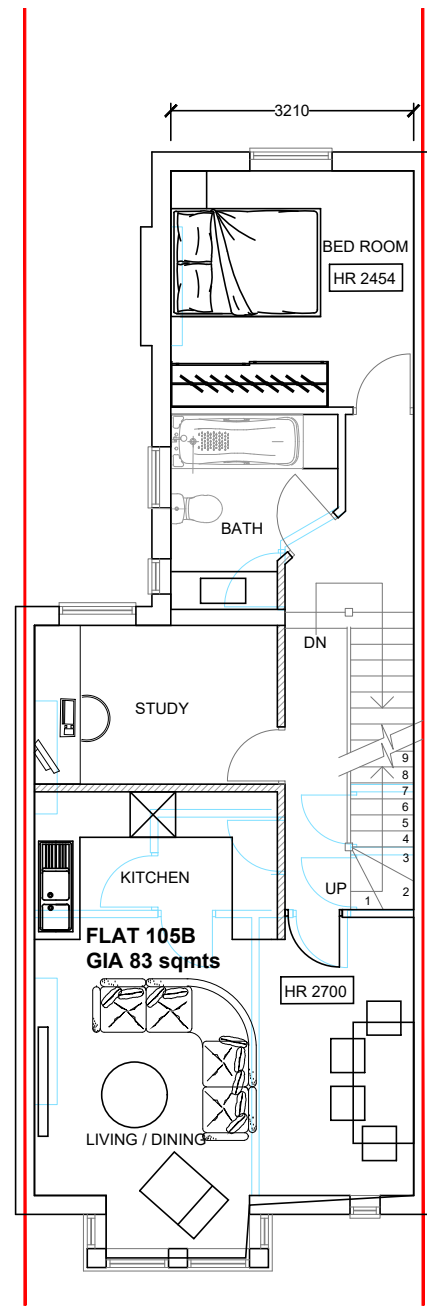 3210
BED ROOM
HR 2454
BATH
DN
STUDY
9
8
7
6
5
4
3
2
1
UP
KITCHEN
FLAT 105B
GIA 83 sqmts
HR 2700
LIVING / DINING